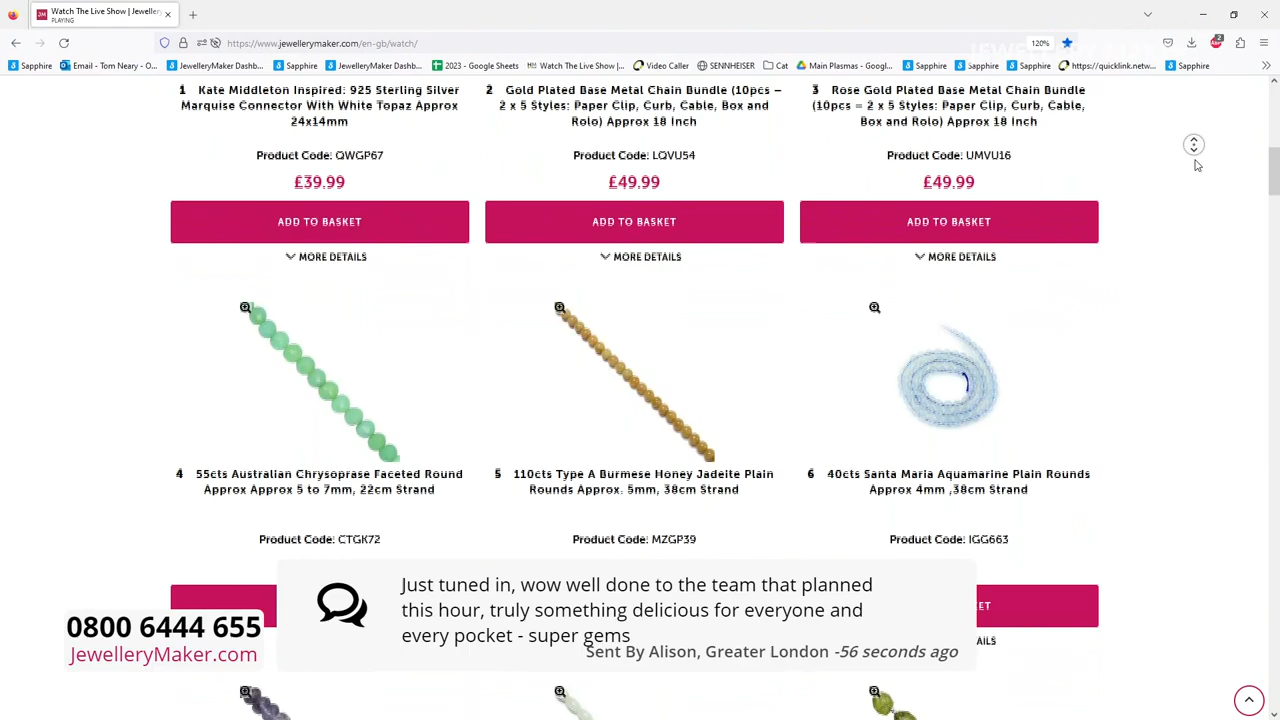 Watch The Live Show | Jewellery
PLAYING
https://www.jewellerymaker.com/en-gb/watch/
120%
2
Sapphire
Email - Tom Neary - O...
JewelleryMaker Dashb...
Sapphire
JewelleryMaker Dashb...
2023 - Google Sheets
Watch The Live Show |...
Video Caller
SENNHEISER
Cat
Main Plasmas - Googl...
Sapphire
Sapphire
https://quicklink.netw...
Sapphire
1 Kate Middleton Inspired: 925 Sterling Silver
Marquise Connector With White Topaz Approx
24x14mm
Product Code: QWGP67
£39.99
ADD TO BASKET
MORE DETAILS
2 Gold Plated Base Metal Chain Bundle (10pcs –
2 x 5 Styles: Paper Clip, Curb, Cable, Box and
Rolo) Approx 18 Inch
Product Code: LQVU54
£49.99
ADD TO BASKET
MORE DETAILS
3 Rose Gold Plated Base Metal Chain Bundle
(10pcs = 2 x 5 Styles: Paper Clip, Curb, Cable,
Box and Rolo) Approx 18 Inch
Product Code: UMVU16
£49.99
ADD TO BASKET
MORE DETAILS
4 55cts Australian Chrysoprase Faceted Round
Approx Approx 5 to 7mm, 22cm Strand
Product Code: CTGK72
5 110cts Type A Burmese Honey Jadeite Plain
Rounds Approx. 5mm, 38cm Strand
Product Code: MZGP39
6 40cts Santa Maria Aquamarine Plain Rounds
Approx 4mm ,38cm Strand
Product Code: IGG663
0800 6444 655
JewelleryMaker.com
Just tuned in, wow well done to the team that planned
this hour, truly something delicious for everyone and
every pocket - super gems
Sent By Alison, Greater London -56 seconds ago